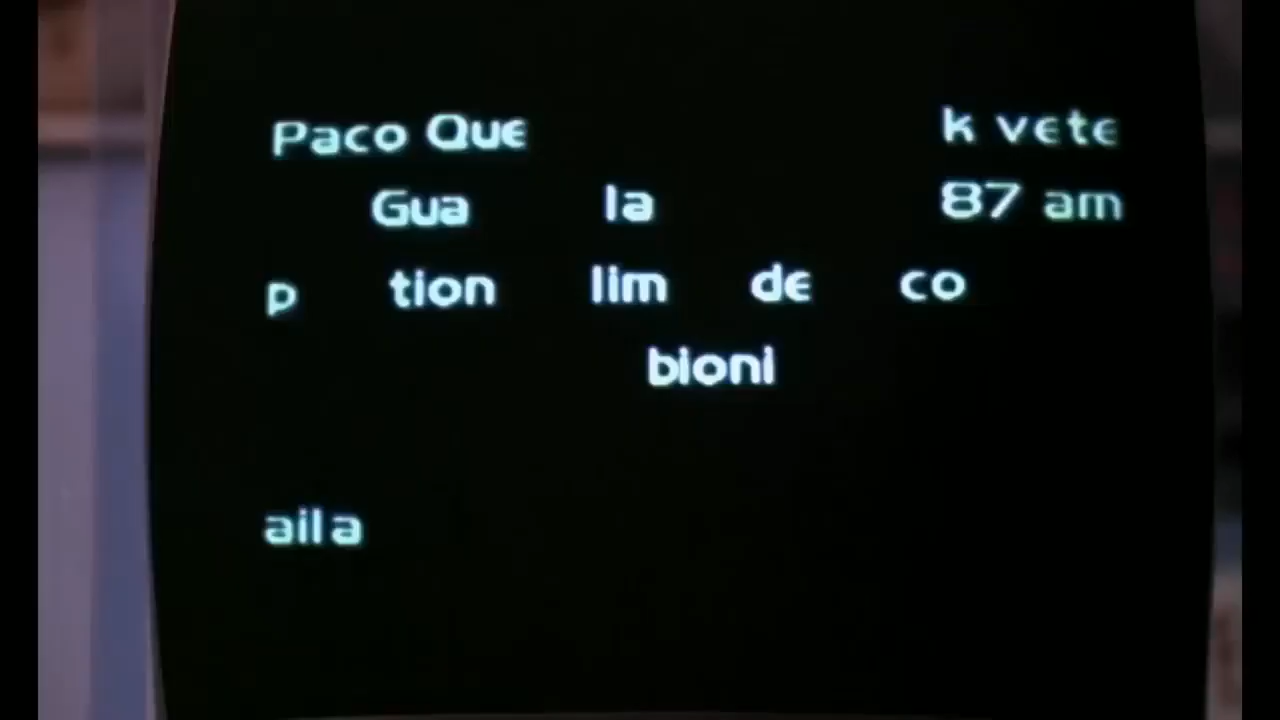 Paco Que k vete
Gua la 87 am
p tion lim de co
bioni
aila